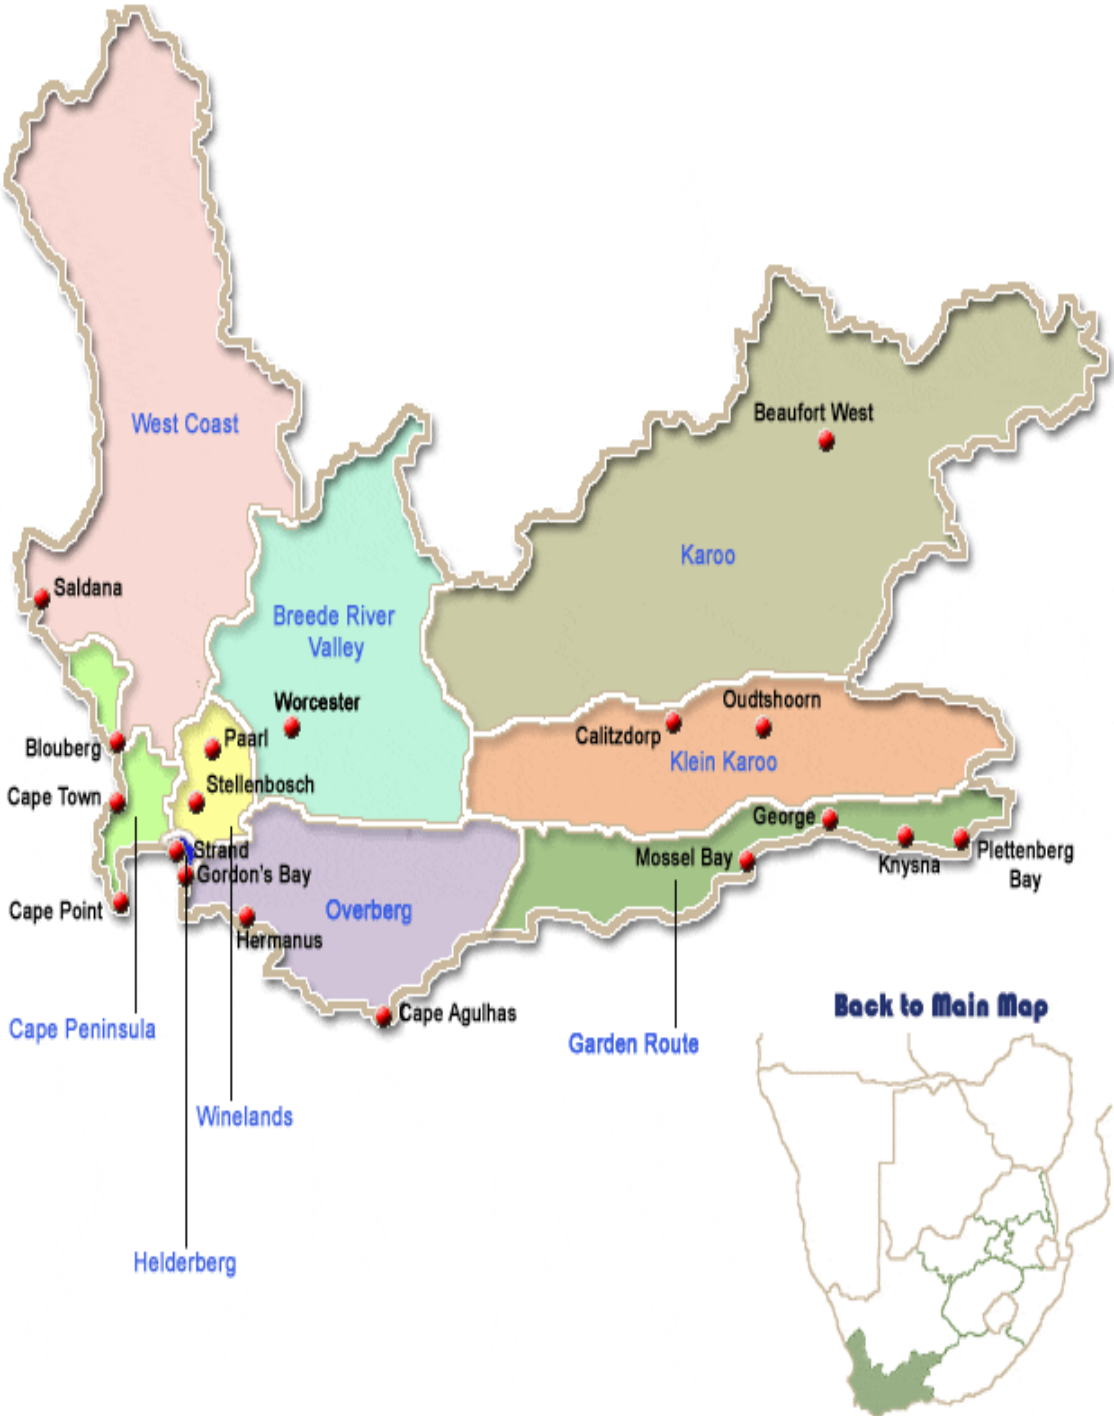 West Coast
Beaufort West
Karoo
Saldana
Breede River
Valley
Worcester
Oudtshoorn
Calitzdorp
Klein Karoo
Paarl
Blouberg
Stellenbosch
Cape Town
George
Strand
Mossel Bay
Knysna
Plettenberg
Bay
Gordon's Bay
Cape Point
Overberg
Hermanus
Cape Agulhas
Cape Peninsula
Garden Route
Back to Main Map
Winelands
Helderberg